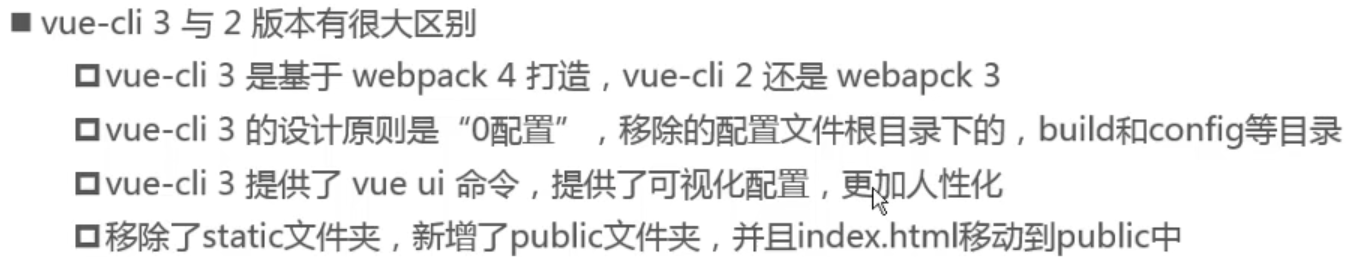 ■ vue-cli 3 与 2 版本有很大区别
vue-cli 3 是基于 webpack 4 打造，vue-cli 2 还是 webapck 3
vue-cli 3 的设计原则是“0配置”，移除的配置文件根目录下的，build和config等目录
vue-cli 3 提供了 vue ui 命令，提供了可视化配置，更加人性化
移除了static文件夹，新增了public文件夹，并且index.html移动到public中